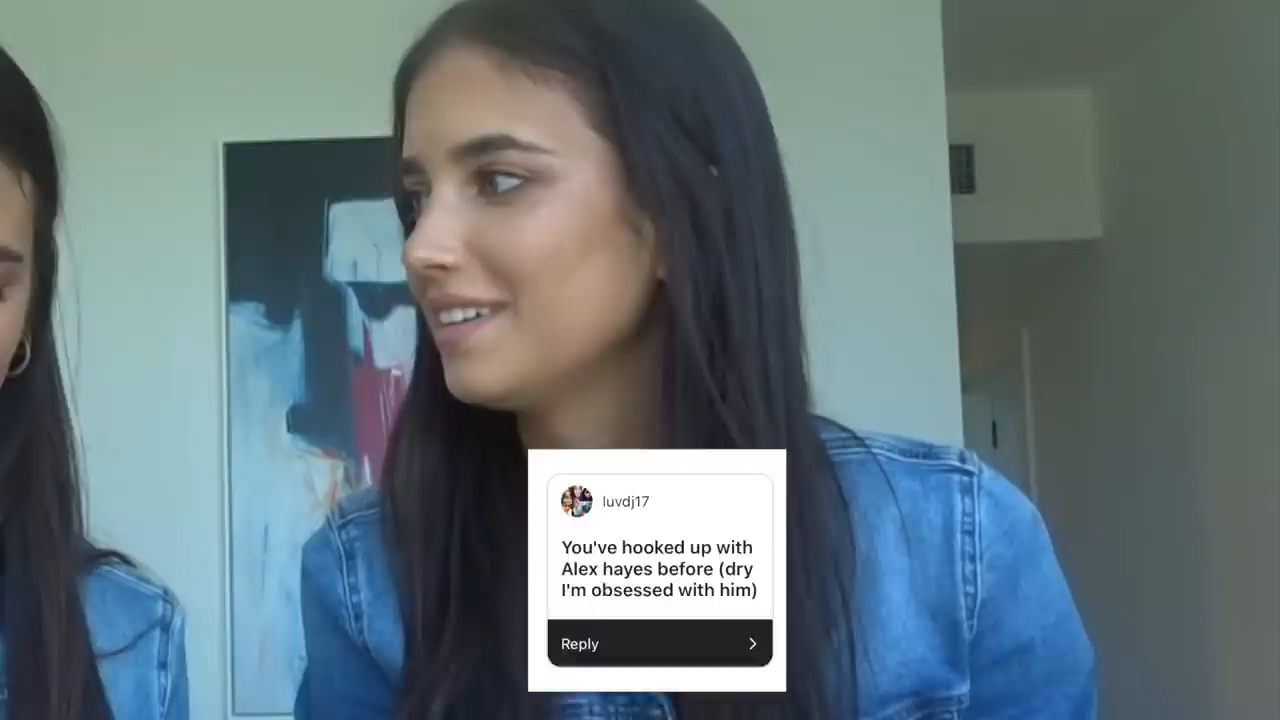 luvdj17
You've hooked up with
Alex hayes before (dry
I'm obsessed with him)
Reply